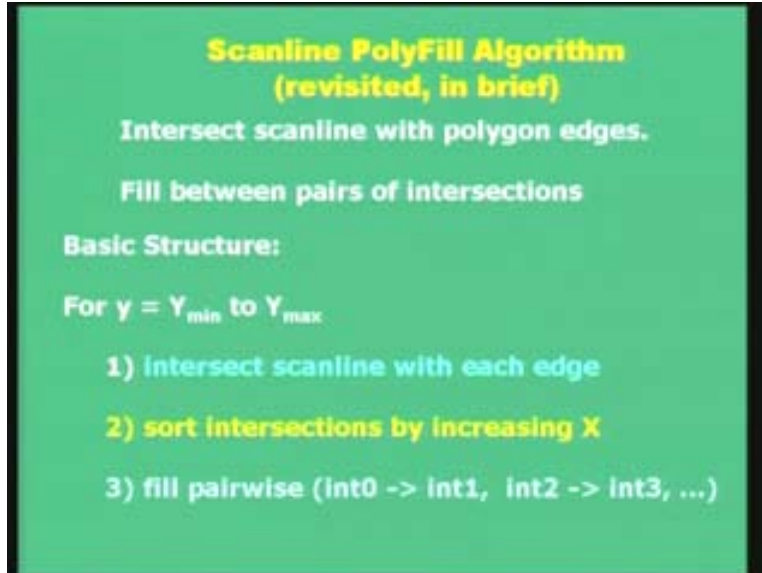 Scanline PolyFill Algorithm
(revisited, in brief)
Intersect scanline with polygon edges.
Fill between pairs of intersections
Basic Structure:
For y = Ymin to Ymax
1) intersect scanline with each edge
2) sort intersections by increasing X
3) fill pairwise (int0 -> int1, int2 -> int3, ...)